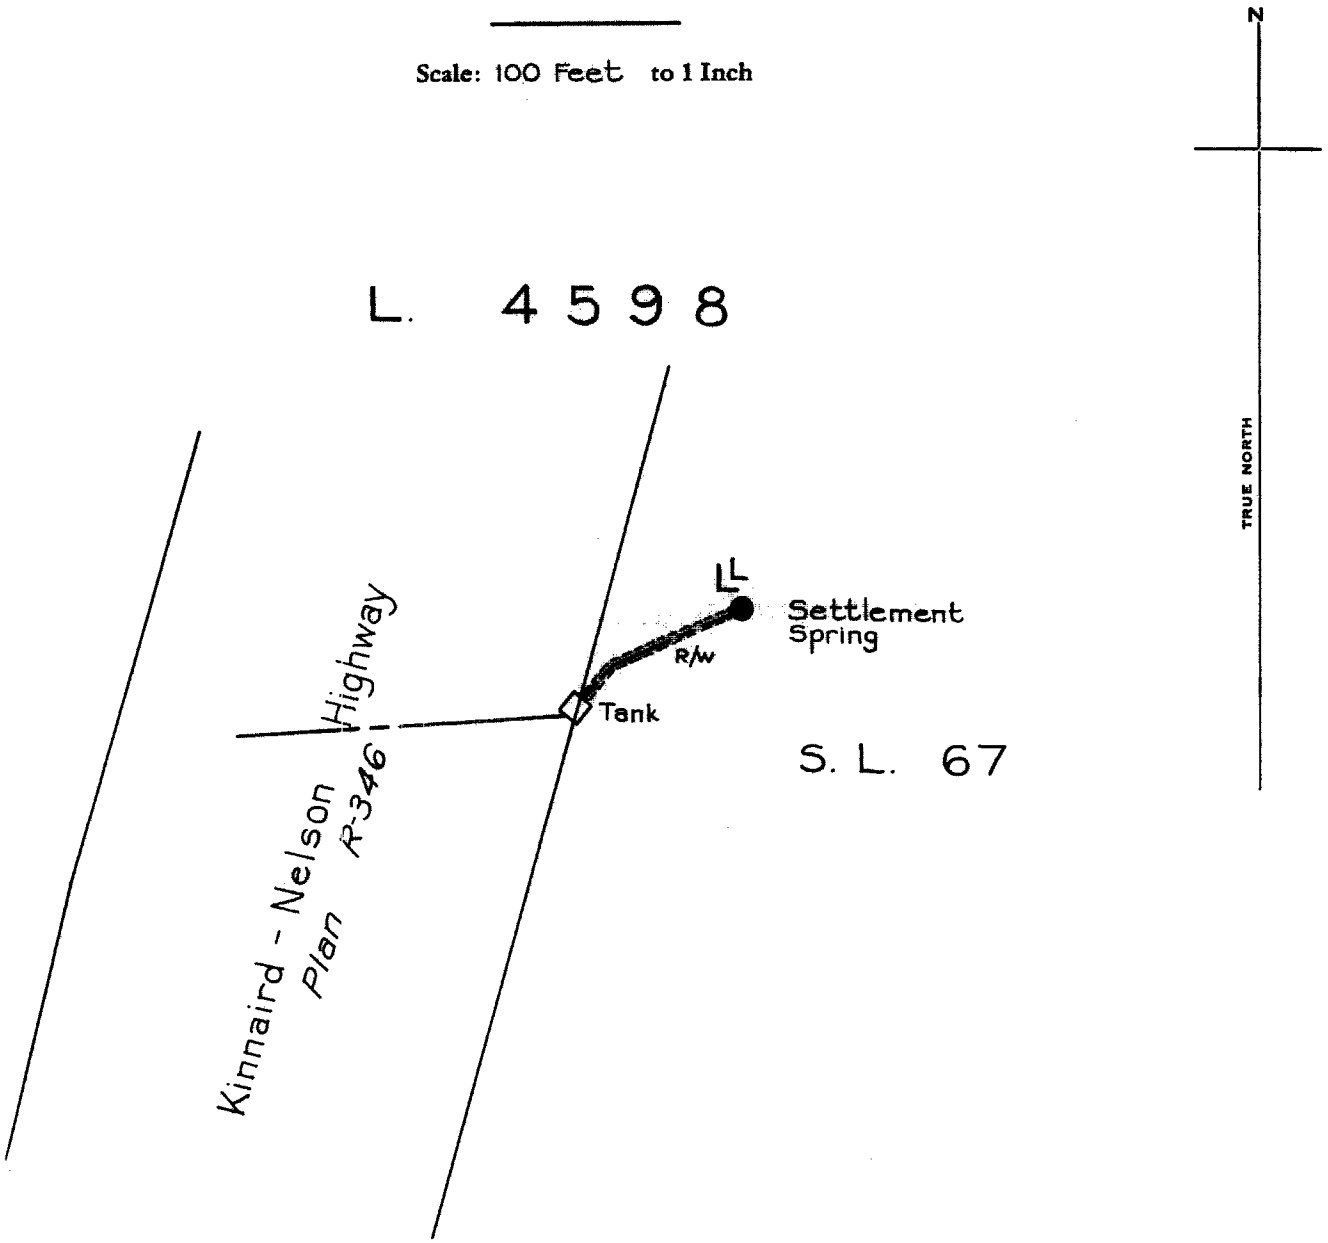 N
Scale: 100 Feet to 1 Inch
L. 4598
TRUE NORTH
LL
Settlement
Spring
R/W
Tank
S. L. 67
Kinnaird - Nelson Highway
Plan R-346